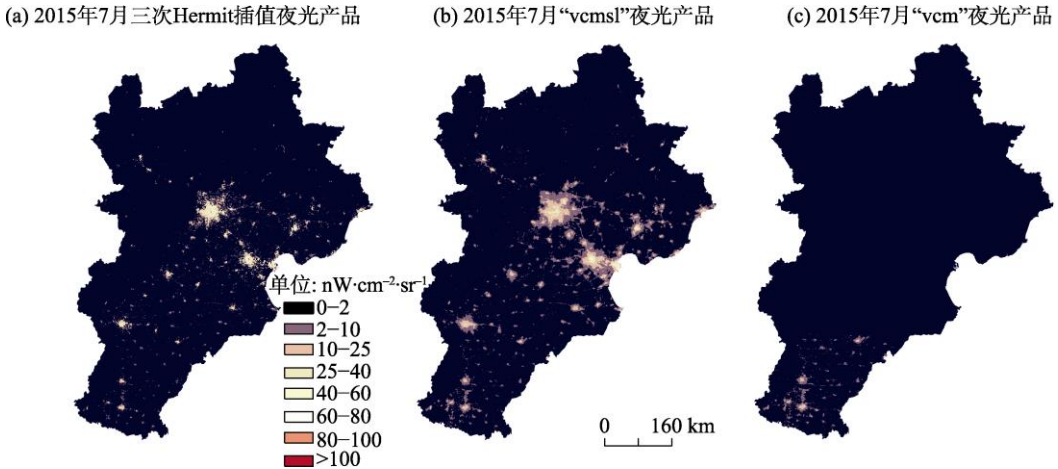 (a) 2015年7月三次Hermit插值夜光产品
(b) 2015年7月“vcmsl”夜光产品
(c) 2015年7月“vcm”夜光产品
单位: nW·cm⁻²·sr⁻¹
0−2
2−10
10−25
25−40
40−60
60−80
80−100
>100
0 160 km